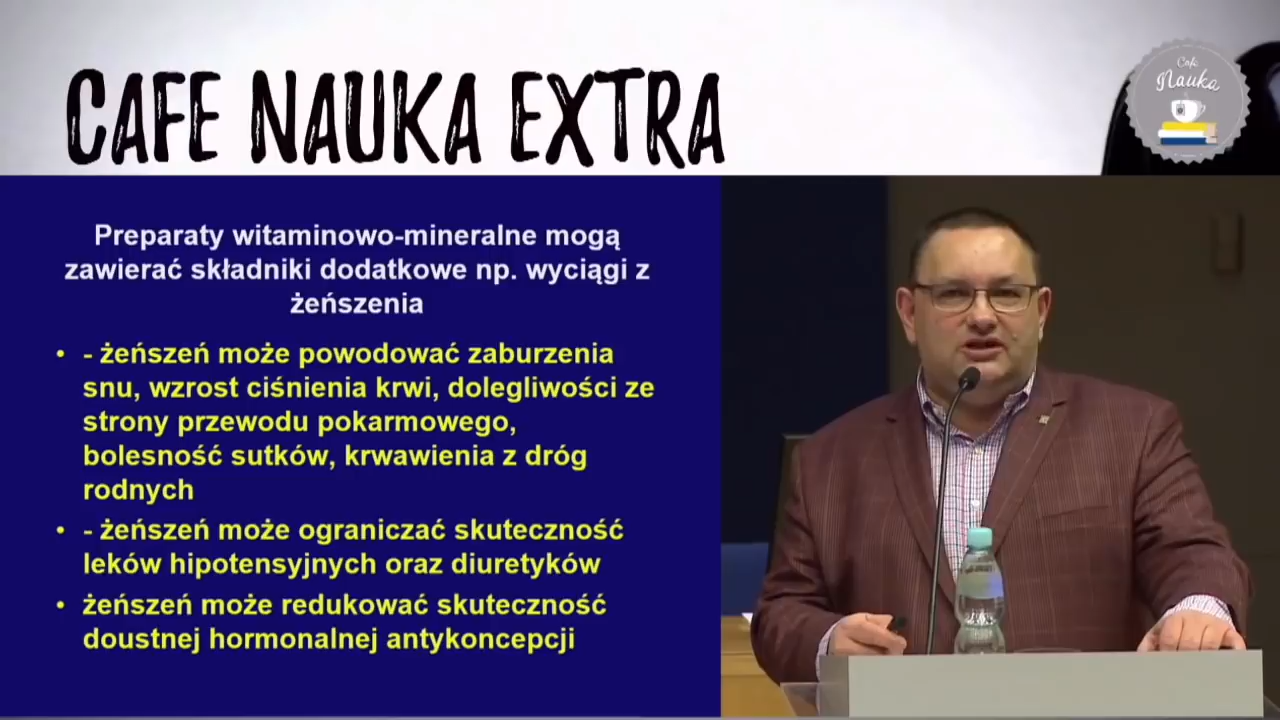 CAFE NAUKA EXTRA
Cafe
Nauka
Preparaty witaminowo-mineralne mogą
zawierać składniki dodatkowe np. wyciągi z
żeńszenia
• - żeńszeń może powodować zaburzenia
snu, wzrost ciśnienia krwi, dolegliwości ze
strony przewodu pokarmowego,
bolesność sutków, krwawienia z dróg
rodnych
• - żeńszeń może ograniczać skuteczność
leków hipotensyjnych oraz diuretyków
• żeńszeń może redukować skuteczność
doustnej hormonalnej antykoncepcji